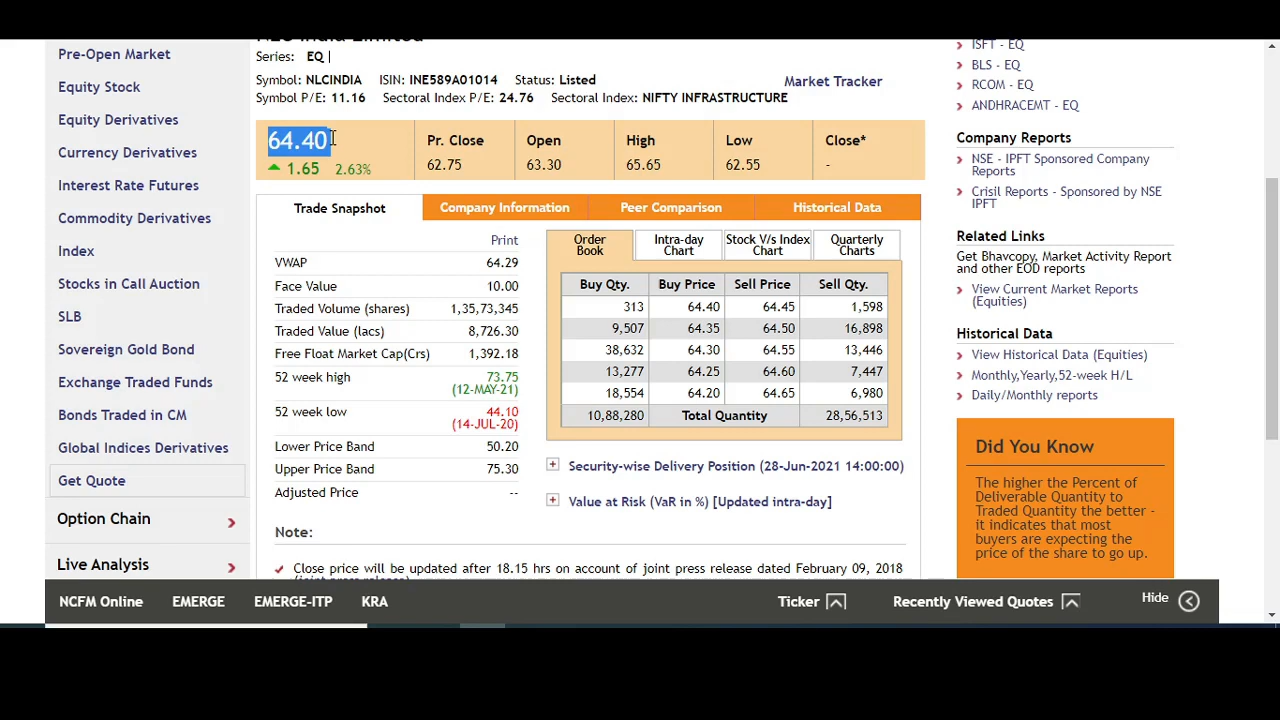 Pre-Open Market
Equity Stock
Equity Derivatives
Currency Derivatives
Interest Rate Futures
Commodity Derivatives
Index
Stocks in Call Auction
SLB
Sovereign Gold Bond
Exchange Traded Funds
Bonds Traded in CM
Global Indices Derivatives
Get Quote
Option Chain
Live Analysis
Series: EQ |
Symbol: NLCINDIA ISIN: INE589A01014 Status: Listed
Market Tracker
Symbol P/E: 11.16 Sectoral Index P/E: 24.76 Sectoral Index: NIFTY INFRASTRUCTURE
64.40 Pr. Close Open High Low Close*
1.65 2.63% 62.75 63.30 65.65 62.55 -
Trade Snapshot Company Information Peer Comparison Historical Data
Print
VWAP 64.29
Face Value 10.00
Traded Volume (shares) 1,35,73,345
Traded Value (lacs) 8,726.30
Free Float Market Cap(Crs) 1,392.18
52 week high 73.75
(12-MAY-21)
52 week low 44.10
(14-JUL-20)
Lower Price Band 50.20
Upper Price Band 75.30
Adjusted Price --
Order Book
Intra-day Chart
Stock V/s Index Chart
Quarterly Charts
Buy Qty. Buy Price Sell Price Sell Qty.
313 64.40 64.45 1,598
9,507 64.35 64.50 16,898
38,632 64.30 64.55 13,446
13,277 64.25 64.60 7,447
18,554 64.20 64.65 6,980
10,88,280 Total Quantity 28,56,513
Security-wise Delivery Position (28-Jun-2021 14:00:00)
Value at Risk (VaR in %) [Updated intra-day]
Note:
Close price will be updated after 18.15 hrs on account of joint press release dated February 09, 2018
ISFT - EQ
BLS - EQ
RCOM - EQ
ANDHRACEMT - EQ
Company Reports
NSE - IPFT Sponsored Company
Reports
Crisil Reports - Sponsored by NSE
IPFT
Related Links
Get Bhavcopy, Market Activity Report
and other EOD reports
View Current Market Reports
(Equities)
Historical Data
View Historical Data (Equities)
Monthly,Yearly,52-week H/L
Daily/Monthly reports
Did You Know
The higher the Percent of
Deliverable Quantity to
Traded Quantity the better -
it indicates that most
buyers are expecting the
price of the share to go up.
NCFM Online EMERGE EMERGE-ITP KRA Ticker Recently Viewed Quotes Hide